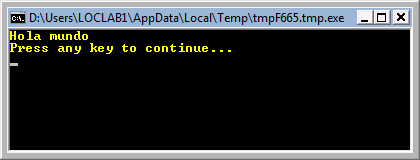 D:\Users\LOCLAB1\AppData\Local\Temp\tmpF665.tmp.exe
Hola mundo
Press any key to continue...